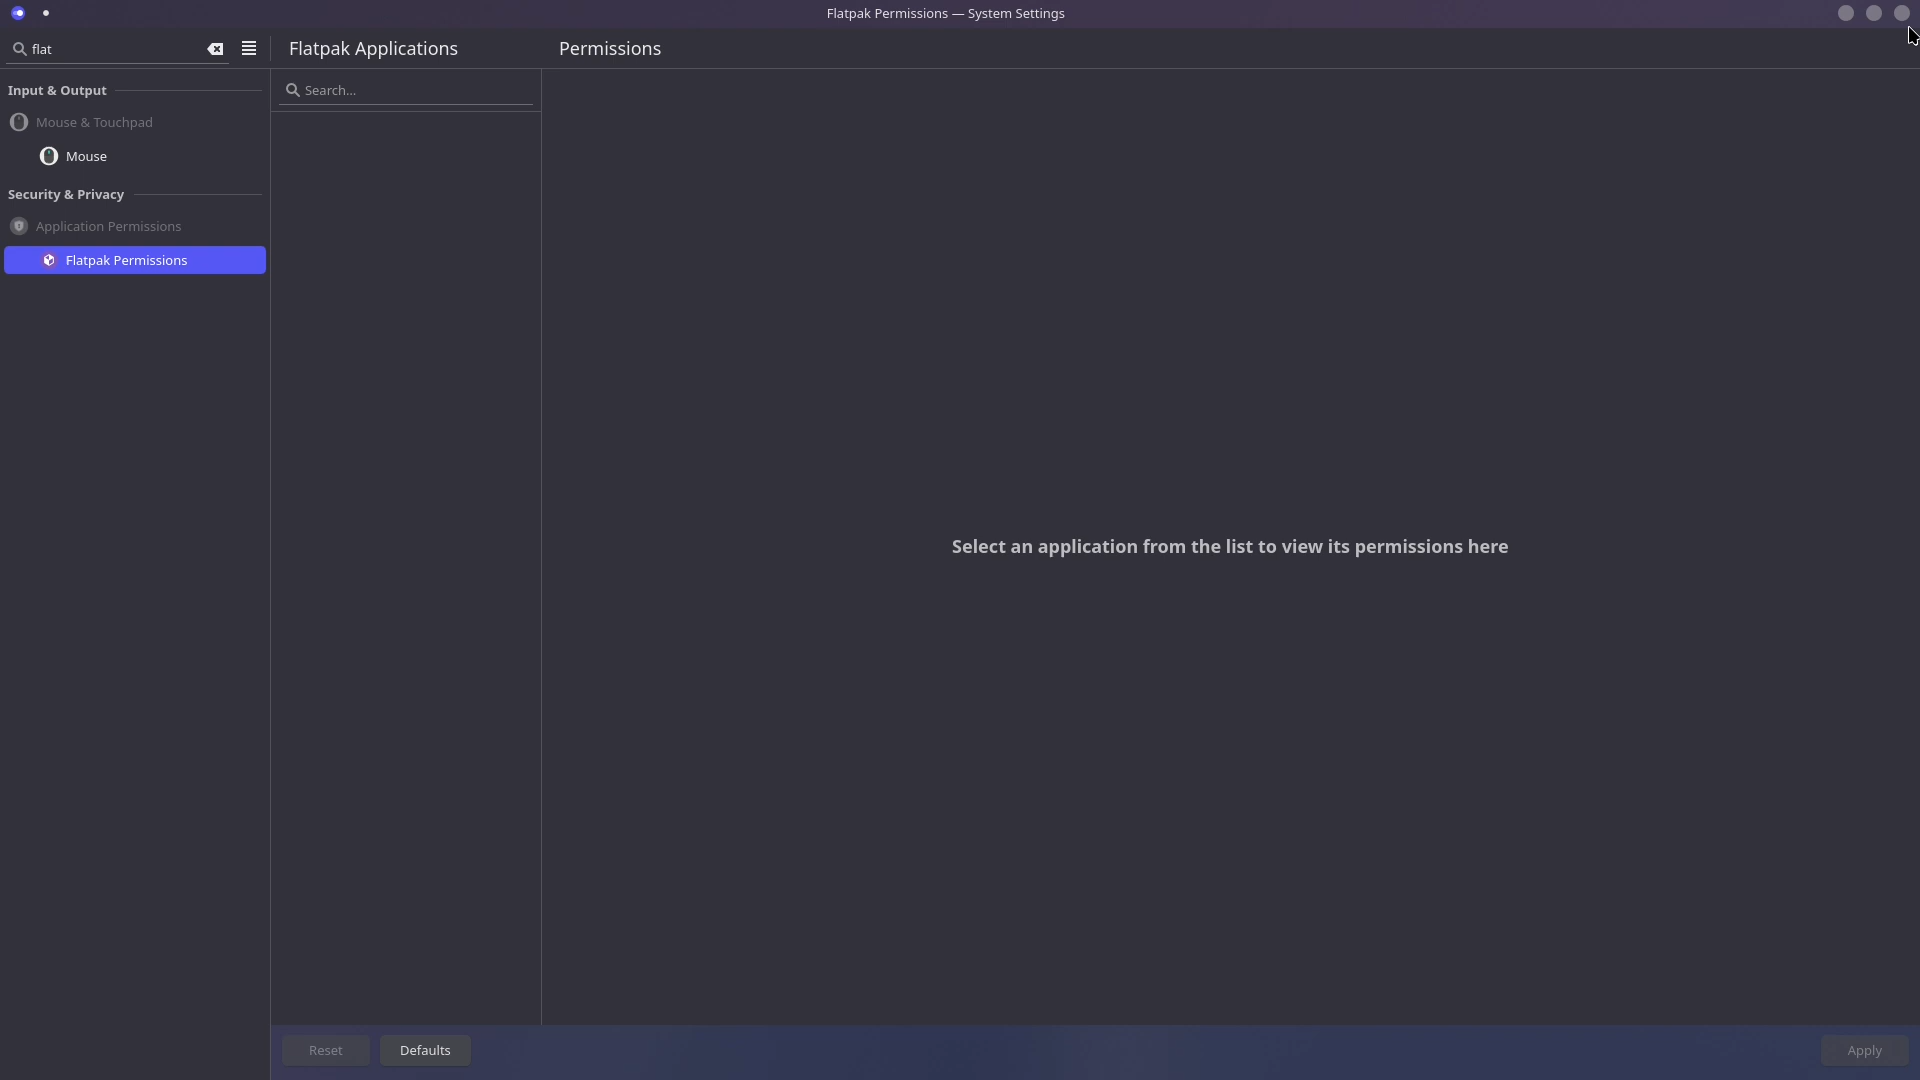 Flatpak Permissions — System Settings
flat
Flatpak Applications
Permissions
Input & Output
Mouse & Touchpad
Mouse
Security & Privacy
Application Permissions
Flatpak Permissions
Search...
Select an application from the list to view its permissions here
Reset
Defaults
Apply